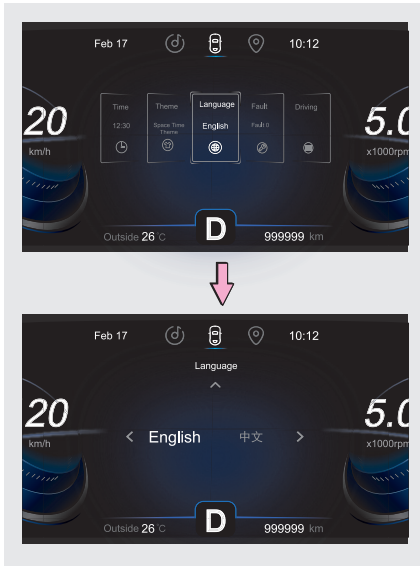 Feb 17 10:12
Time Theme Language Fault Driving
12:30 Space Time Theme English Fault 0
20 5.0
km/h x1000rpm
D
Outside 26°C 999999 km
Feb 17 10:12
Language
20 5.0
< English 中文 >
km/h x1000rpm
D
Outside 26°C 999999 km